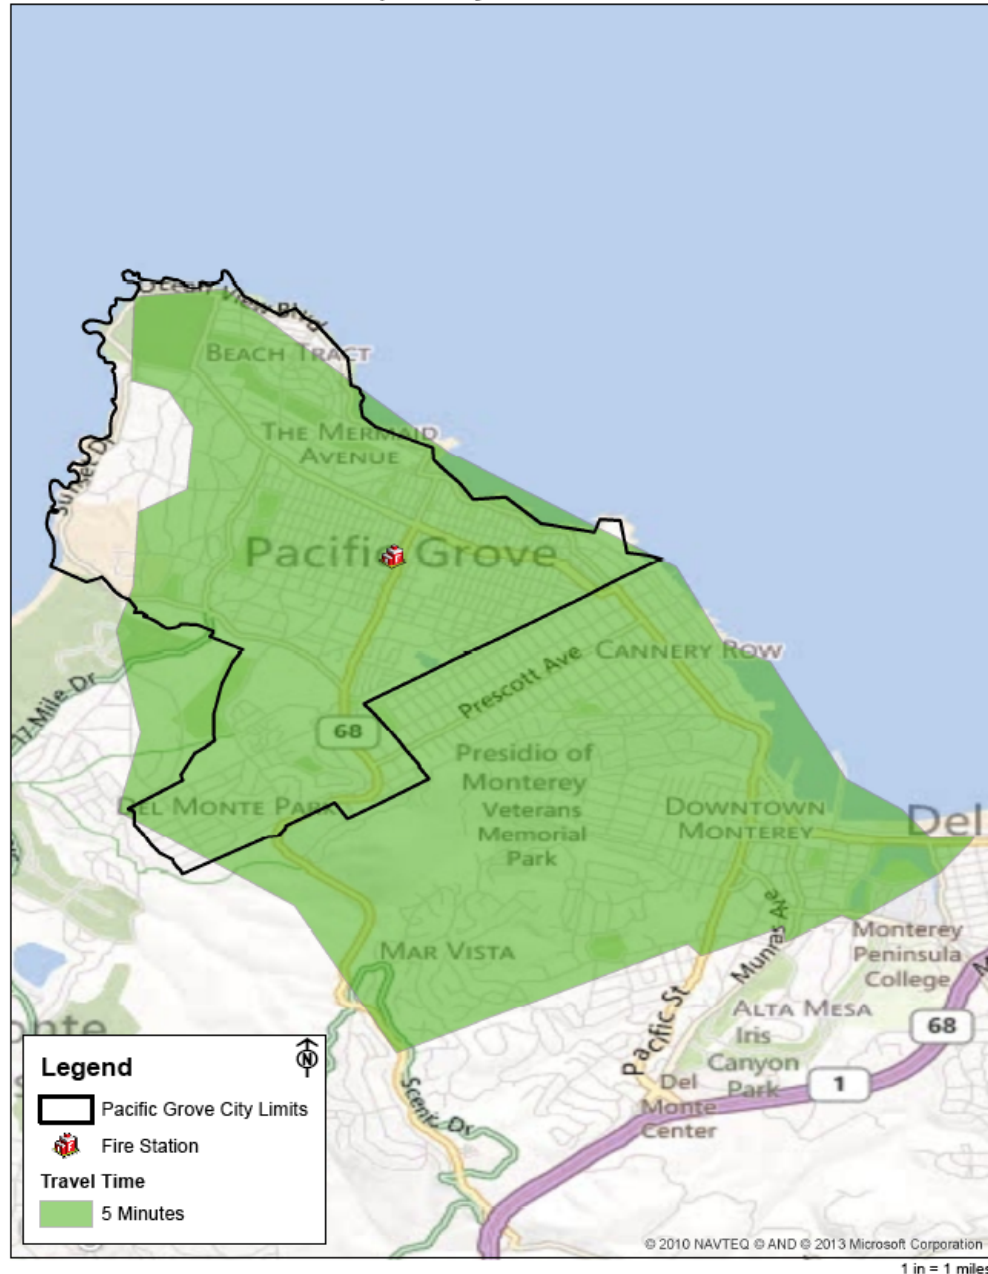 Ocean View Blvd
BEACH TRACT
THE MERMAID
AVENUE
Sunset Dr
Pacific Grove
CANNERY ROW
Prescott Ave
17 Mile Dr
68
Presidio of
Monterey
Veterans
Memorial
Park
DEL MONTE PARK
DOWNTOWN
MONTEREY
Del
Munras Ave
MAR VISTA
Monterey
Peninsula
College
Pacific St
ALTA MESA
Iris
Canyon
Park
68
1
Del
Monte
Center
onte
Scenic Dr
Legend
N
Pacific Grove City Limits
Fire Station
Travel Time
5 Minutes
© 2010 NAVTEQ © AND © 2013 Microsoft Corporation
1 in = 1 miles